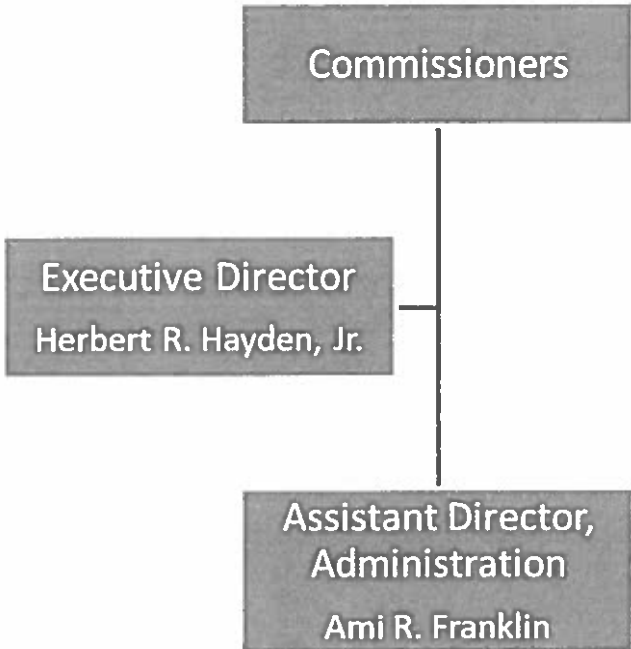 Commissioners
Executive Director
Herbert R. Hayden, Jr.
Assistant Director,
Administration
Ami R. Franklin